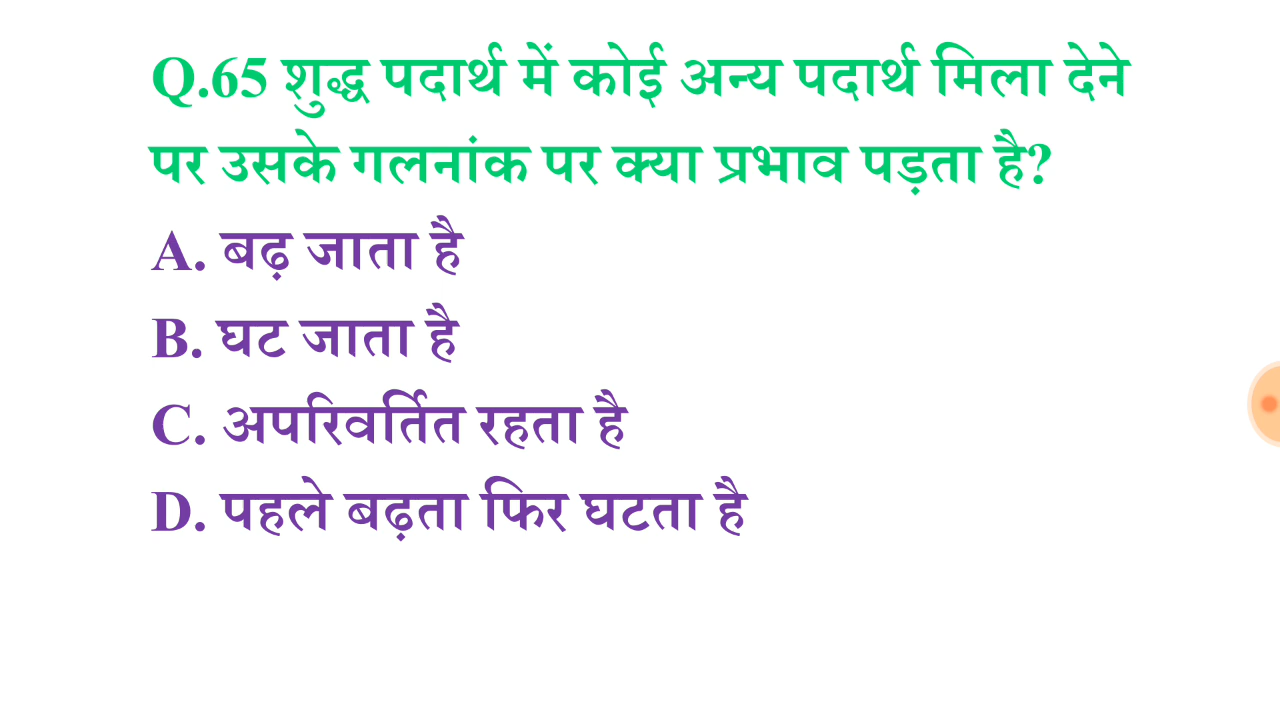 Q.65 शुद्ध पदार्थ में कोई अन्य पदार्थ मिला देने
पर उसके गलनांक पर क्या प्रभाव पड़ता है?
A. बढ़ जाता है
B. घट जाता है
C. अपरिवर्तित रहता है
D. पहले बढ़ता फिर घटता है